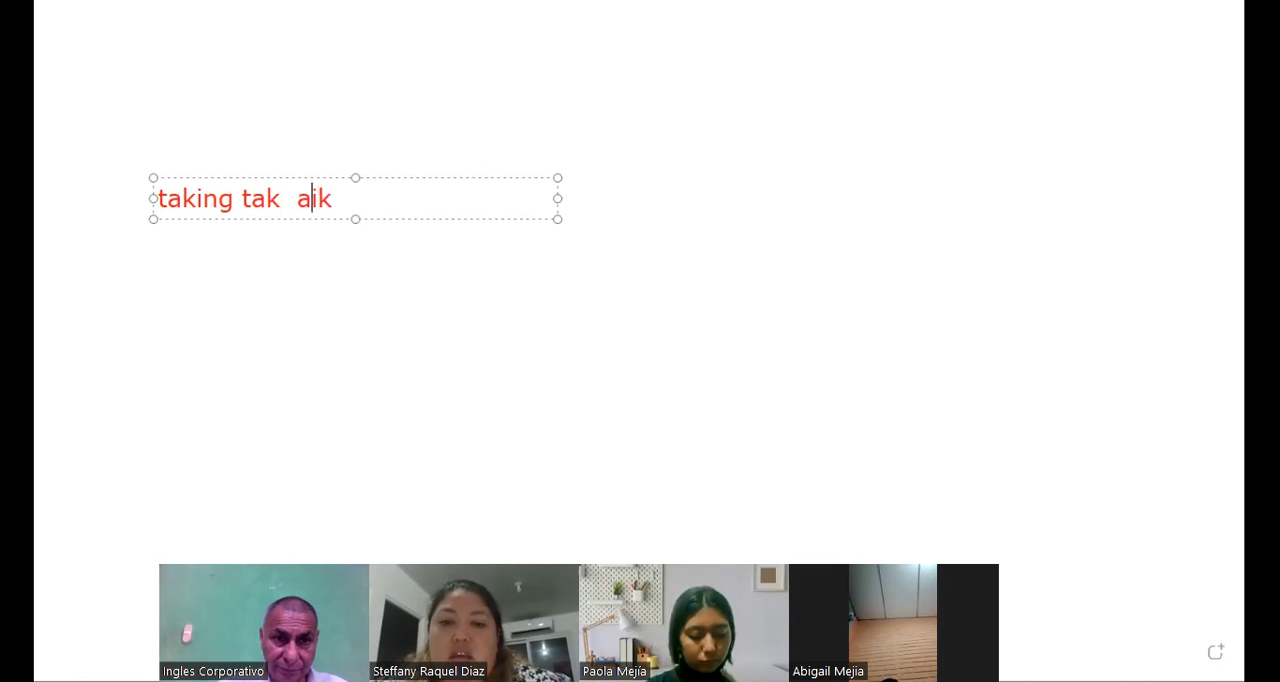 taking tak  aik
Ingles Corporativo
Steffany Raquel Diaz
Paola Mejía
Abigail Mejia